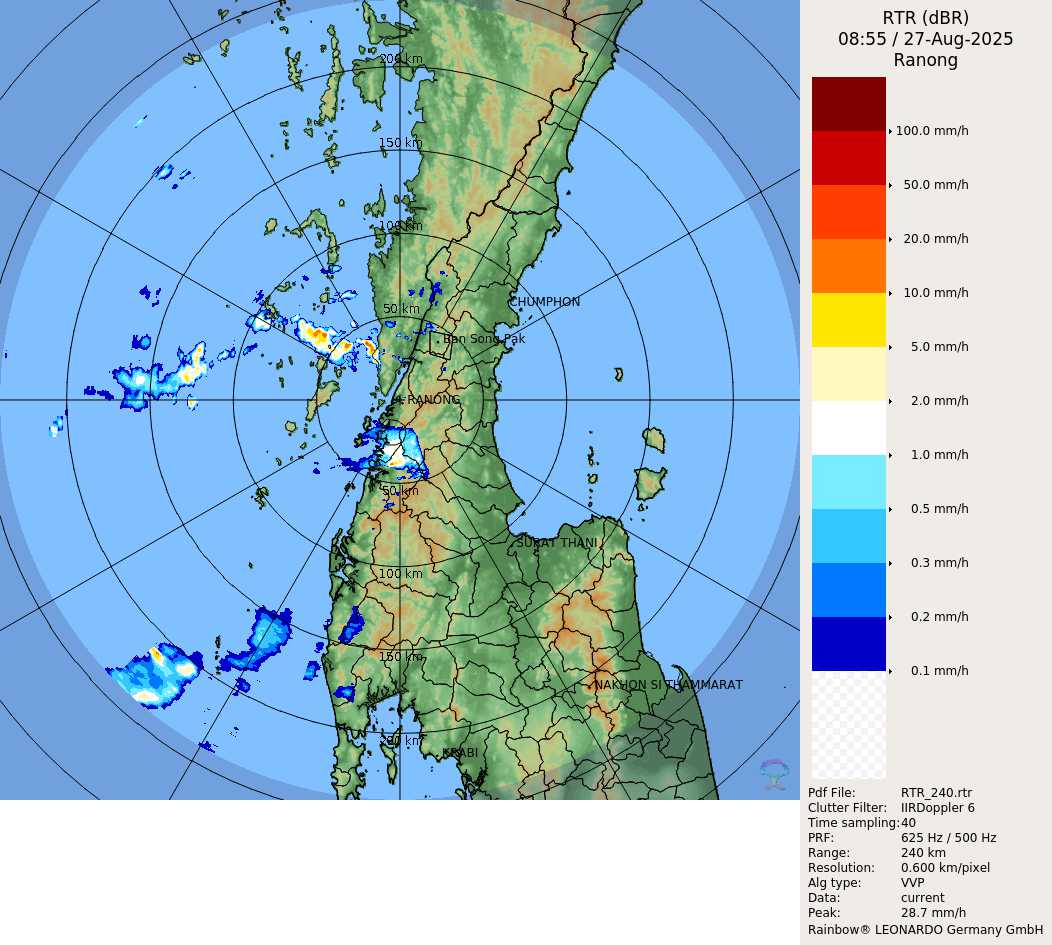 RTR (dBR)
08:55 / 27-Aug-2025
Ranong
200 km
150 km
100 km
50 km
CHUMPHON
Ban Song Pak
RANONG
50 km
SURAT THANI
100 km
150 km
NAKHON SI THAMMARAT
200 km
KRABI
100.0 mm/h
50.0 mm/h
20.0 mm/h
10.0 mm/h
5.0 mm/h
2.0 mm/h
1.0 mm/h
0.5 mm/h
0.3 mm/h
0.2 mm/h
0.1 mm/h
Pdf File: RTR_240.rtr
Clutter Filter: IIRDoppler 6
Time sampling: 40
PRF: 625 Hz / 500 Hz
Range: 240 km
Resolution: 0.600 km/pixel
Alg type: VVP
Data: current
Peak: 28.7 mm/h
Rainbow® LEONARDO Germany GmbH